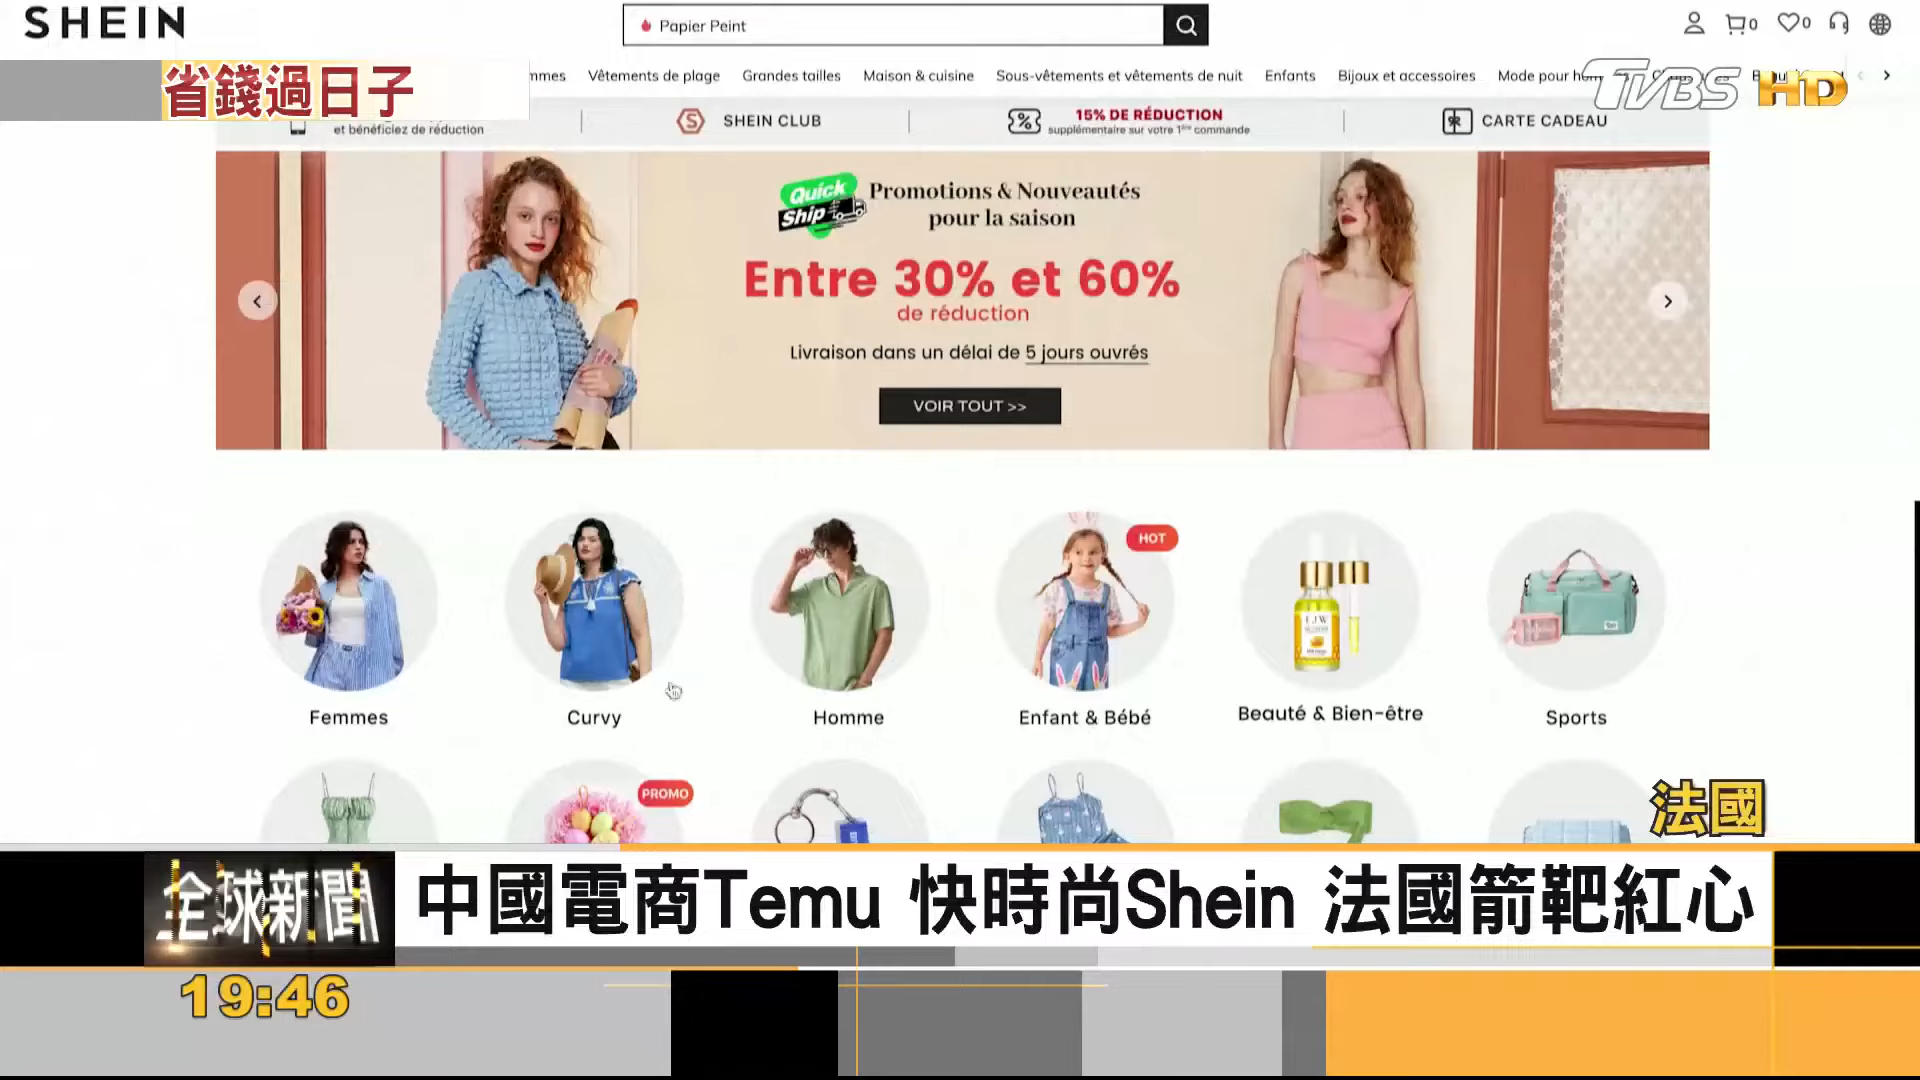 SHEIN
Papier Peint
0
0
省錢過日子
mmes
Vêtements de plage
Grandes tailles
Maison & cuisine
Sous-vêtements et vêtements de nuit
Enfants
Bijoux et accessoires
Mode pour hom
TVBS HD
et bénéficiez de réduction
SHEIN CLUB
15% DE RÉDUCTION
supplémentaire sur votre 1ère commande
CARTE CADEAU
Quick
Ship
Promotions & Nouveautés
pour la saison
Entre 30% et 60%
de réduction
Livraison dans un délai de 5 jours ouvrés
VOIR TOUT >>
HOT
Femmes
Curvy
Homme
Enfant & Bébé
Beauté & Bien-être
Sports
PROMO
法國
全球新聞
中國電商Temu 快時尚Shein 法國箭靶紅心
19:46